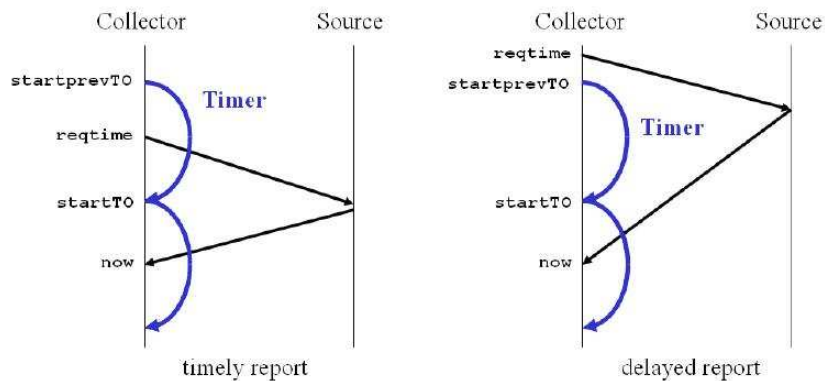 Collector Source
startprevTO
Timer
reqtime
startTO
now
timely report
Collector Source
reqtime
startprevTO
Timer
startTO
now
delayed report